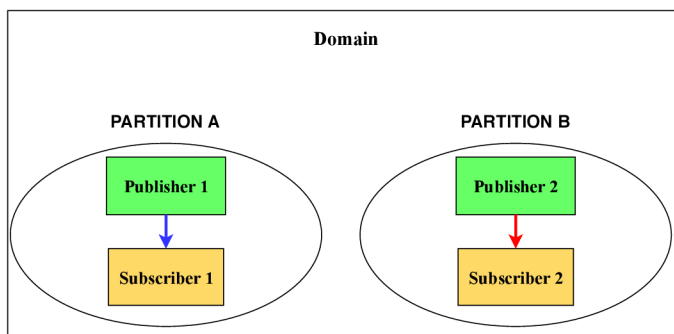 Domain
PARTITION A
PARTITION B
Publisher 1
Publisher 2
Subscriber 1
Subscriber 2